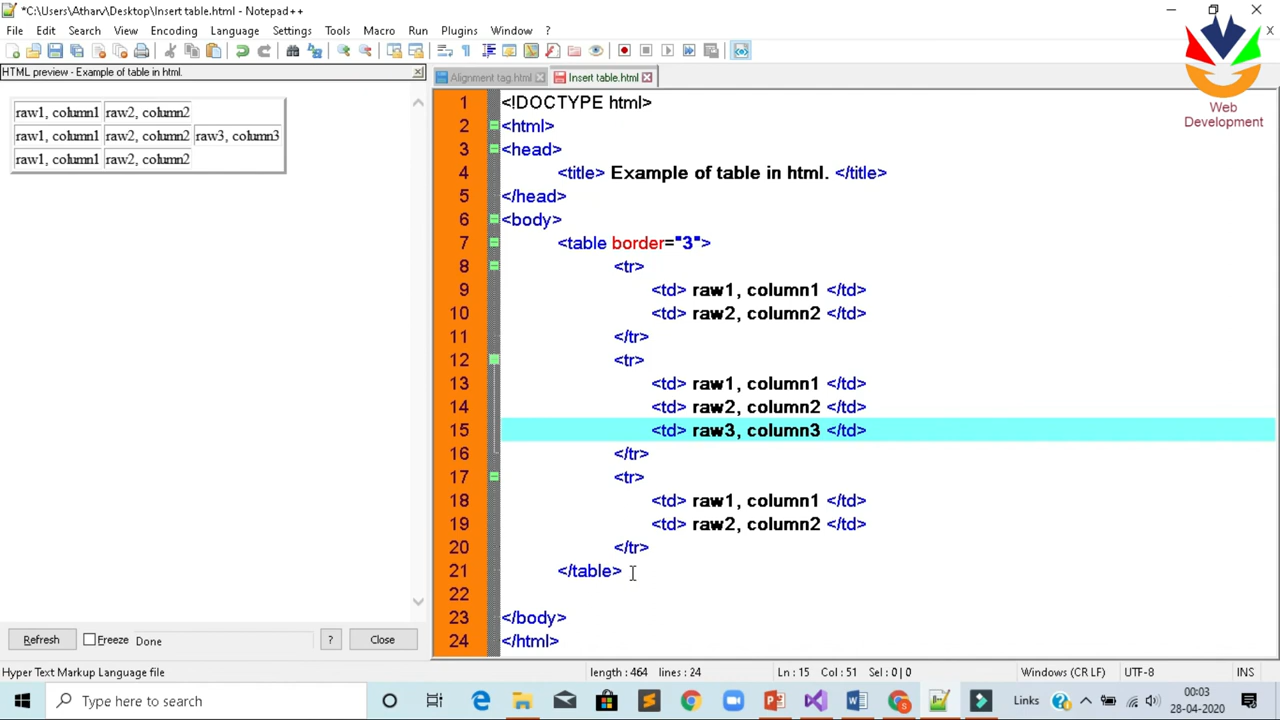 *C:\Users\Atharv\Desktop\Insert table.html - Notepad++
File Edit Search View Encoding Language Settings Tools Macro Run Plugins Window ? X
HTML preview - Example of table in html.
Alignment tag.html
Insert table.html
Web
Development
raw1, column1 raw2, column2
raw1, column1 raw2, column2 raw3, column3
raw1, column1 raw2, column2
1 <!DOCTYPE html>
2 <html>
3 <head>
4 <title> Example of table in html. </title>
5 </head>
6 <body>
7 <table border="3">
8 <tr>
9 <td> raw1, column1 </td>
10 <td> raw2, column2 </td>
11 </tr>
12 <tr>
13 <td> raw1, column1 </td>
14 <td> raw2, column2 </td>
15 <td> raw3, column3 </td>
16 </tr>
17 <tr>
18 <td> raw1, column1 </td>
19 <td> raw2, column2 </td>
20 </tr>
21 </table>
22
23 </body>
24 </html>
Refresh Freeze Done ? Close
Hyper Text Markup Language file length : 464 lines : 24 Ln : 15 Col : 51 Sel : 0 | 0 Windows (CR LF) UTF-8 INS
Type here to search Links 00:03
28-04-2020